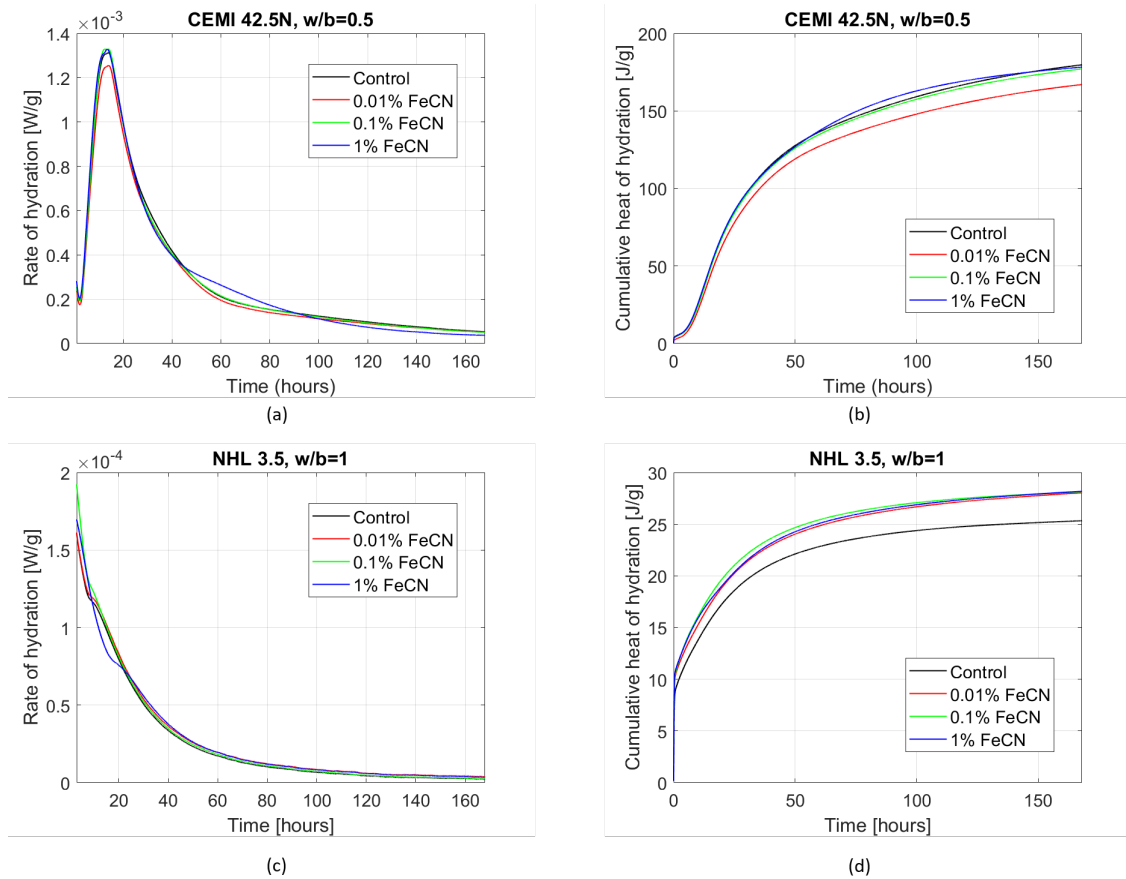 CEMI 42.5N, w/b=0.5
×10-3
Rate of hydration [W/g]
1.4
1.2
1
0.8
0.6
0.4
0.2
0
20
40
60
80
100
120
140
160
Time (hours)
Control
0.01% FeCN
0.1% FeCN
1% FeCN
(a)
CEMI 42.5N, w/b=0.5
Cumulative heat of hydration [J/g]
200
150
100
50
0
0
50
100
150
Time (hours)
Control
0.01% FeCN
0.1% FeCN
1% FeCN
(b)
NHL 3.5, w/b=1
×10-4
Rate of hydration [W/g]
2
1.5
1
0.5
0
20
40
60
80
100
120
140
160
Time [hours]
Control
0.01% FeCN
0.1% FeCN
1% FeCN
(c)
NHL 3.5, w/b=1
Cumulative heat of hydration [J/g]
30
25
20
15
10
5
0
0
50
100
150
Time [hours]
Control
0.01% FeCN
0.1% FeCN
1% FeCN
(d)